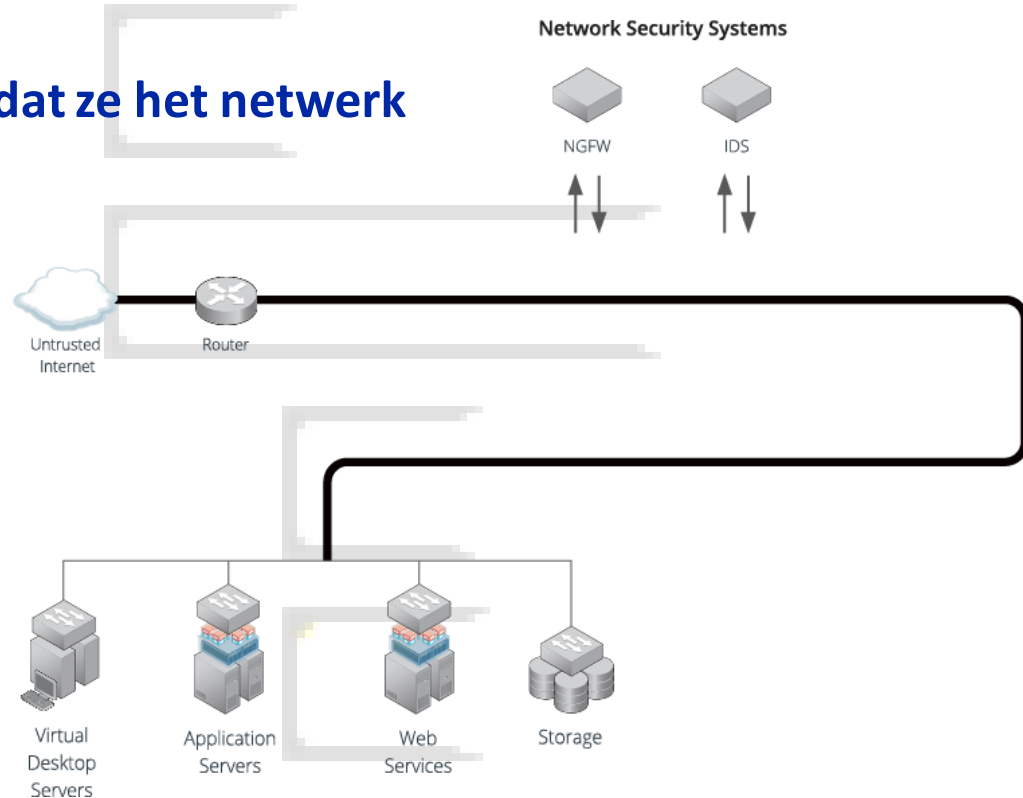 Network Security Systems
dat ze het netwerk
NGFW
IDS
Untrusted
Internet
Router
Virtual
Desktop
Servers
Application
Servers
Web
Services
Storage